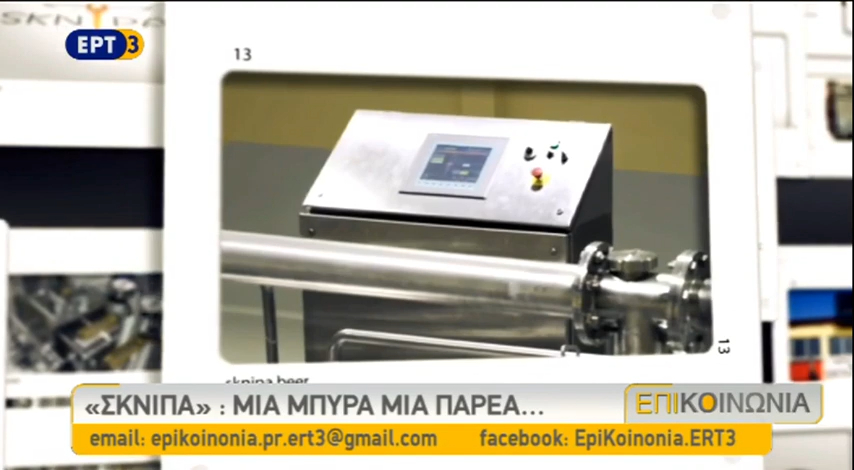 SKNIPA
ΕΡΤ3
13
13
sknipa beer
«ΣΚΝΙΠΑ» : ΜΙΑ ΜΠΥΡΑ ΜΙΑ ΠΑΡΕΑ...
ΕΠΙΚΟΙΝΩΝΙΑ
email: epikoinonia.pr.ert3@gmail.com facebook: EpiKoinonia.ERT3